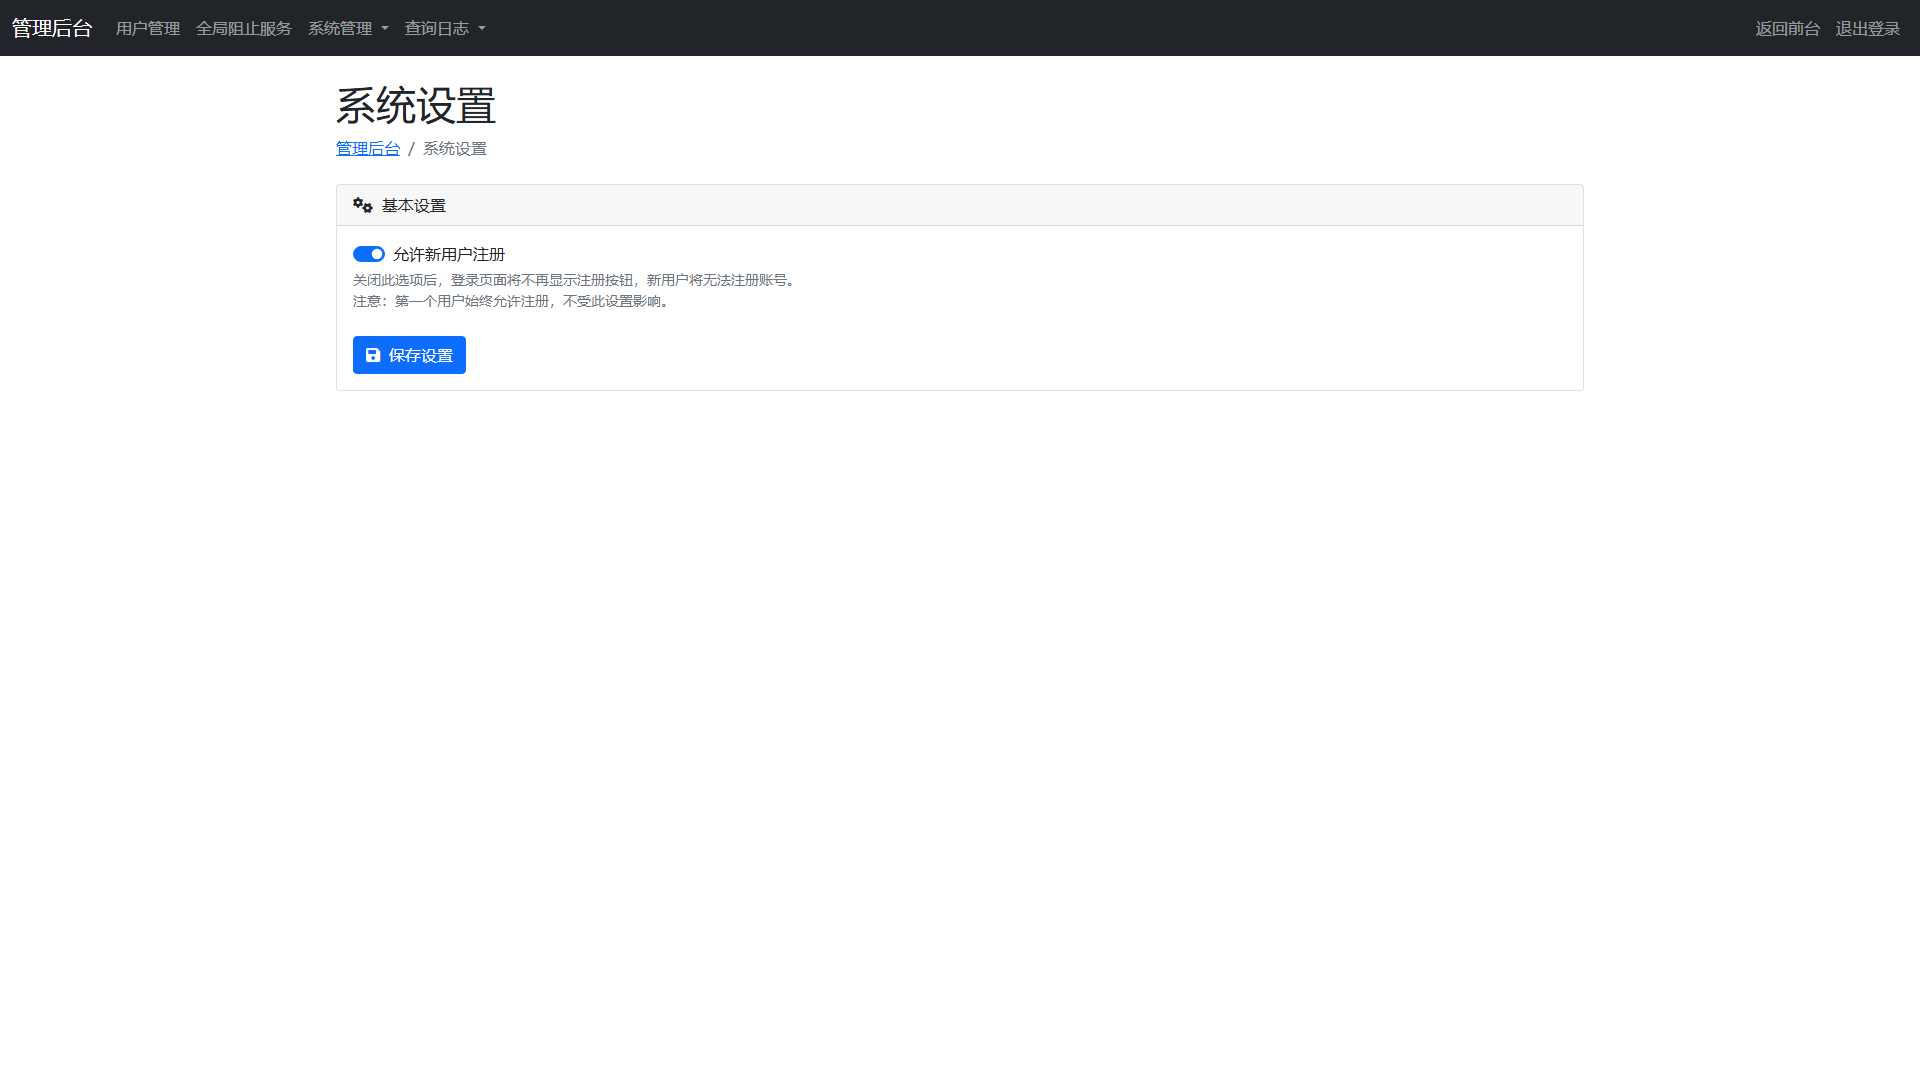 管理后台 用户管理 全局阻止服务 系统管理 查询日志 返回前台 退出登录
系统设置
管理后台 / 系统设置
基本设置
允许新用户注册
关闭此选项后，登录页面将不再显示注册按钮，新用户将无法注册账号。
注意：第一个用户始终允许注册，不受此设置影响。
保存设置